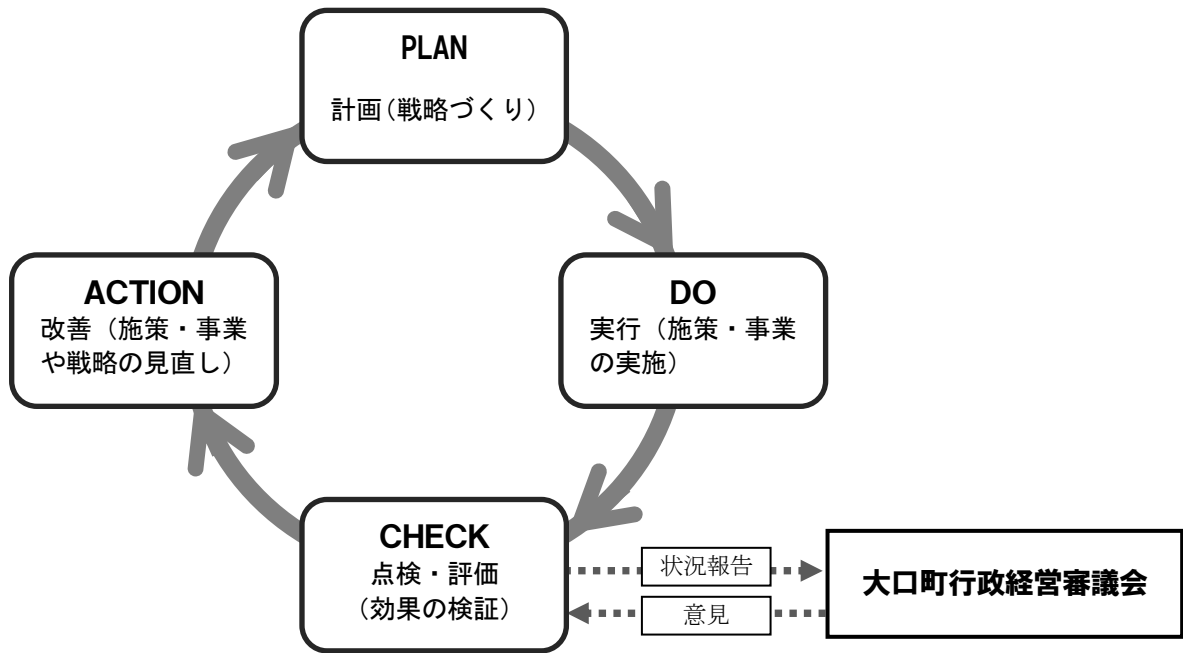 PLAN
計画(戦略づくり)
ACTION
改善（施策・事業
や戦略の見直し）
DO
実行（施策・事業
の実施）
CHECK
点検・評価
（効果の検証）
状況報告
意見
大口町行政経営審議会